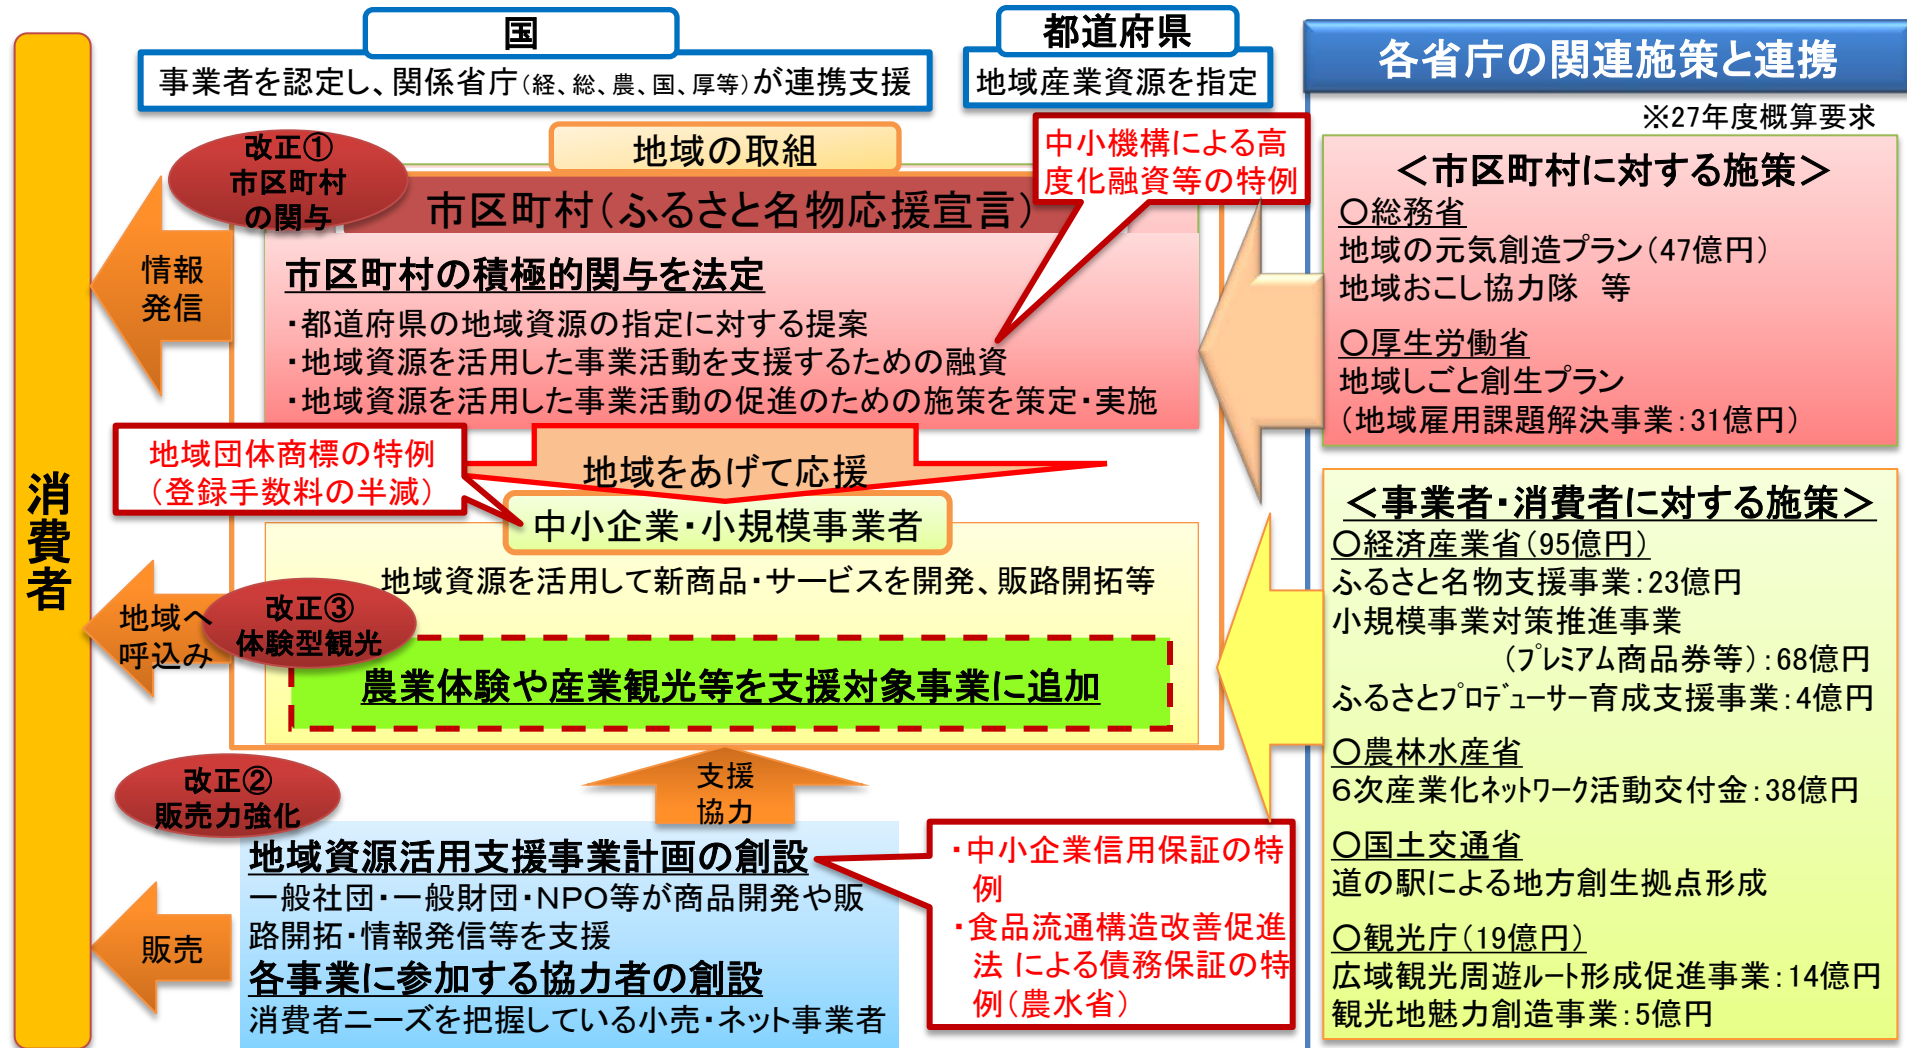 国
事業者を認定し、関係省庁(経、総、農、国、厚等)が連携支援
都道府県
地域産業資源を指定
各省庁の関連施策と連携
※27年度概算要求
消費者
改正①
市区町村
の関与
地域の取組
中小機構による高
度化融資等の特例
市区町村(ふるさと名物応援宣言)
情報
発信
市区町村の積極的関与を法定
・都道府県の地域資源の指定に対する提案
・地域資源を活用した事業活動を支援するための融資
・地域資源を活用した事業活動の促進のための施策を策定・実施
地域団体商標の特例
(登録手数料の半減)
地域をあげて応援
中小企業・小規模事業者
地域資源を活用して新商品・サービスを開発、販路開拓等
地域へ
呼込み
改正③
体験型観光
農業体験や産業観光等を支援対象事業に追加
支援
協力
改正②
販売力強化
販売
地域資源活用支援事業計画の創設
一般社団・一般財団・NPO等が商品開発や販
路開拓・情報発信等を支援
各事業に参加する協力者の創設
消費者ニーズを把握している小売・ネット事業者
・中小企業信用保証の特
例
・食品流通構造改善促進
法 による債務保証の特
例(農水省)
<市区町村に対する施策>
○総務省
地域の元気創造プラン(47億円)
地域おこし協力隊 等
○厚生労働省
地域しごと創生プラン
(地域雇用課題解決事業:31億円)
<事業者・消費者に対する施策>
○経済産業省(95億円)
ふるさと名物支援事業:23億円
小規模事業対策推進事業
(プレミアム商品券等):68億円
ふるさとプロデューサー育成支援事業:4億円
○農林水産省
6次産業化ネットワーク活動交付金:38億円
○国土交通省
道の駅による地方創生拠点形成
○観光庁(19億円)
広域観光周遊ルート形成促進事業:14億円
観光地魅力創造事業:5億円